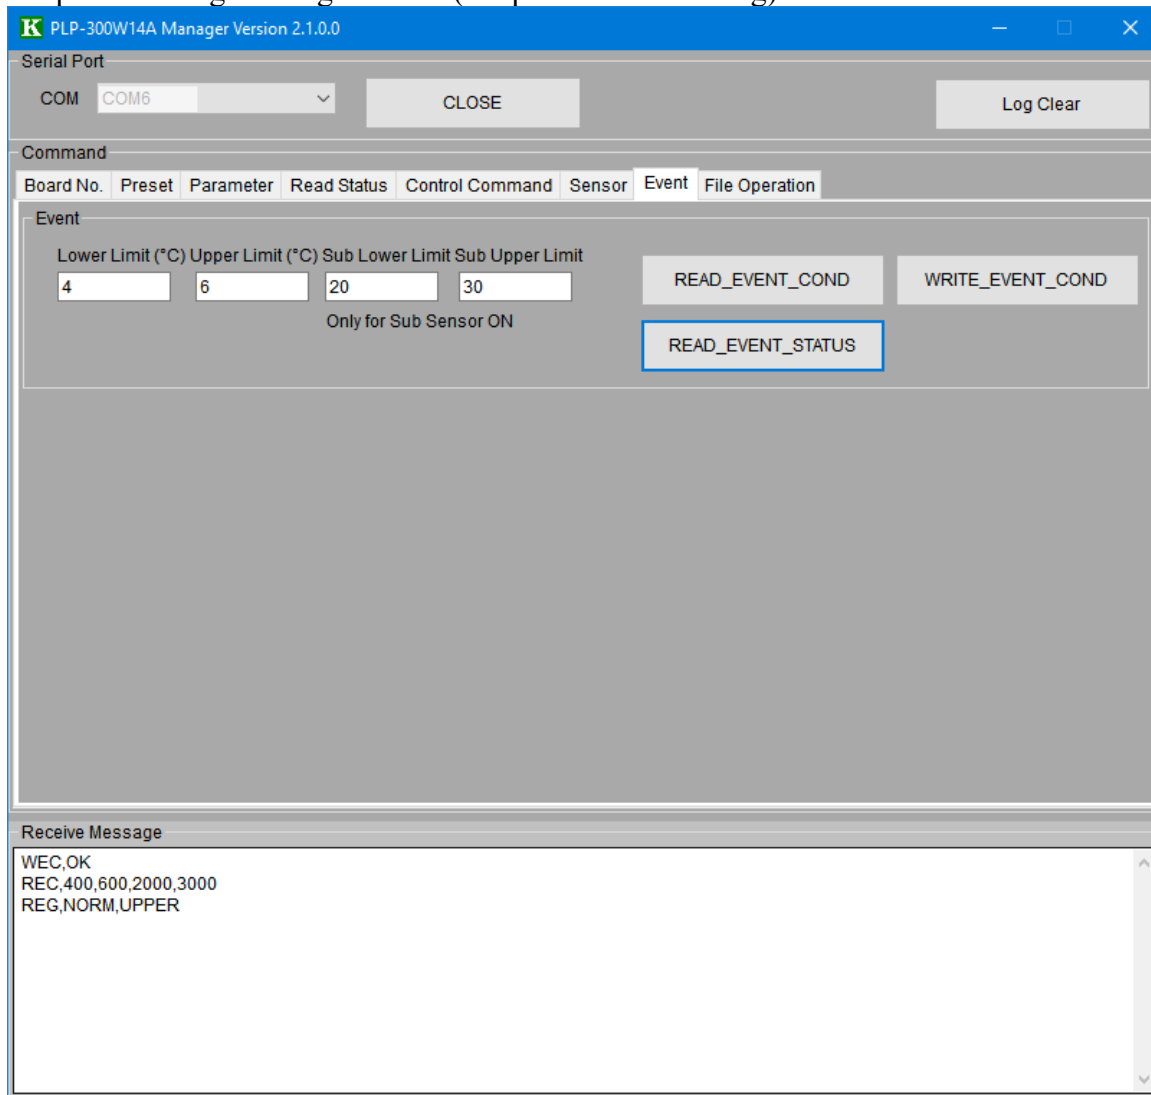 K PLP-300W14A Manager Version 2.1.0.0
Serial Port
COM COM6 CLOSE Log Clear
Command
Board No. Preset Parameter Read Status Control Command Sensor Event File Operation
Event
Lower Limit (°C) Upper Limit (°C) Sub Lower Limit Sub Upper Limit
4 6 20 30 READ_EVENT_COND WRITE_EVENT_COND
Only for Sub Sensor ON
READ_EVENT_STATUS
Receive Message
WEC,OK
REC,400,600,2000,3000
REG,NORM,UPPER